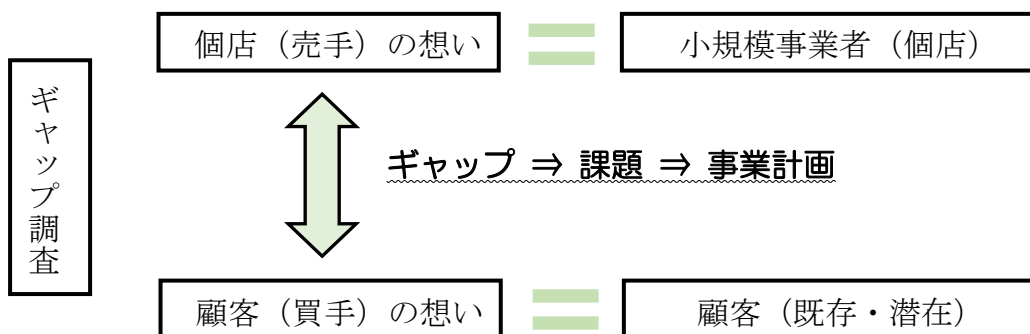 個店（売手）の想い
小規模事業者（個店）
ギャップ調査
ギャップ ⇒ 課題 ⇒ 事業計画
顧客（買手）の想い
顧客（既存・潜在）